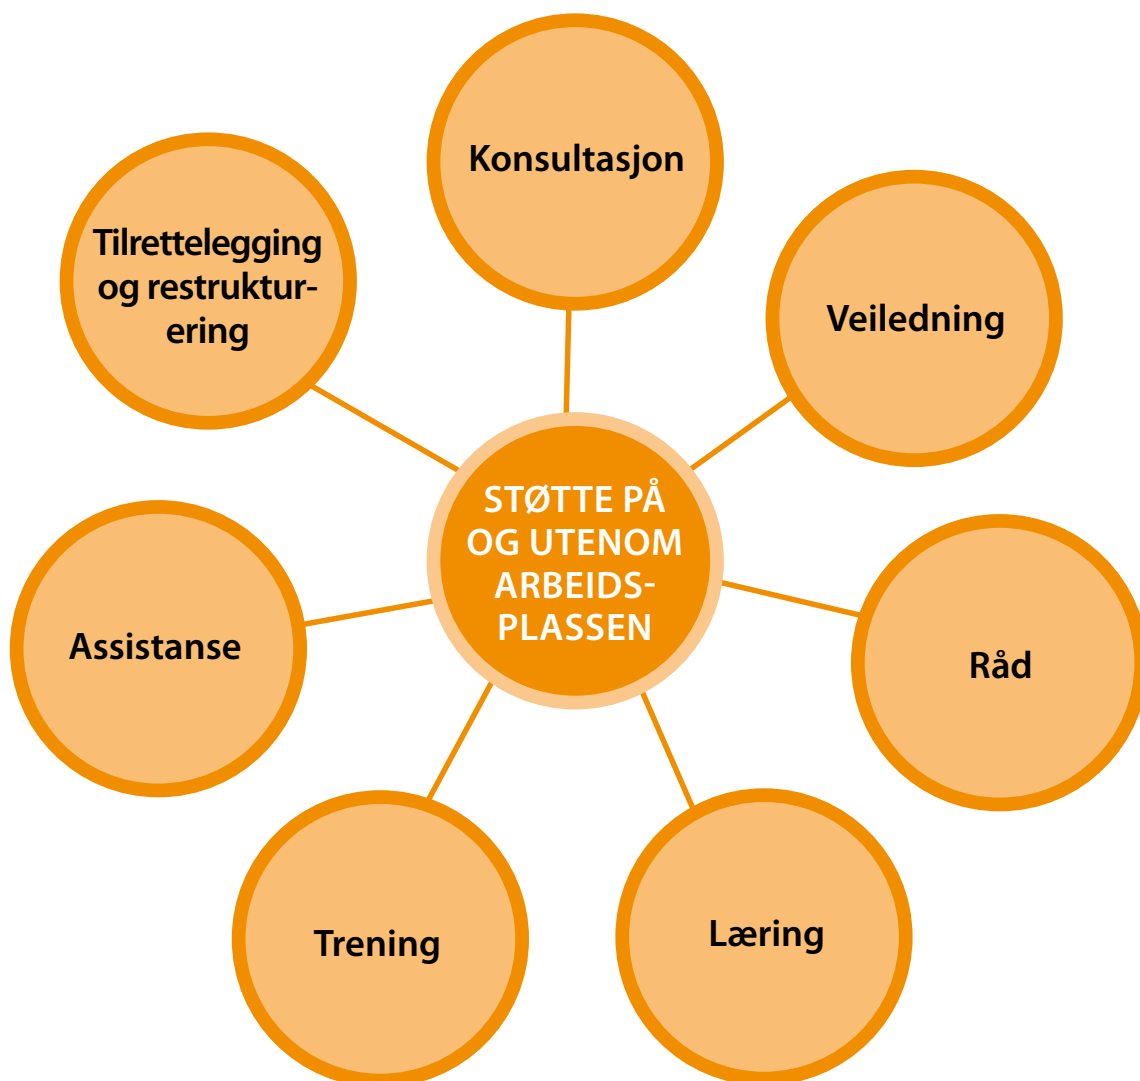 Konsultasjon
Veiledning
Råd
Læring
Trening
Assistanse
Tilrettelegging
og restruktur-
ering
STØTTE PÅ
OG UTENOM
ARBEIDS-
PLASSEN